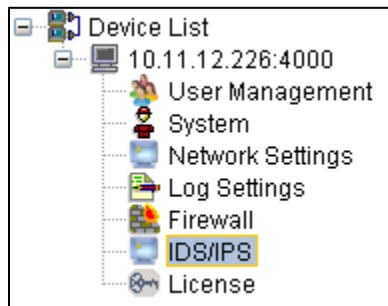 Device List
10.11.12.226:4000
User Management
System
Network Settings
Log Settings
Firewall
IDS/IPS
License